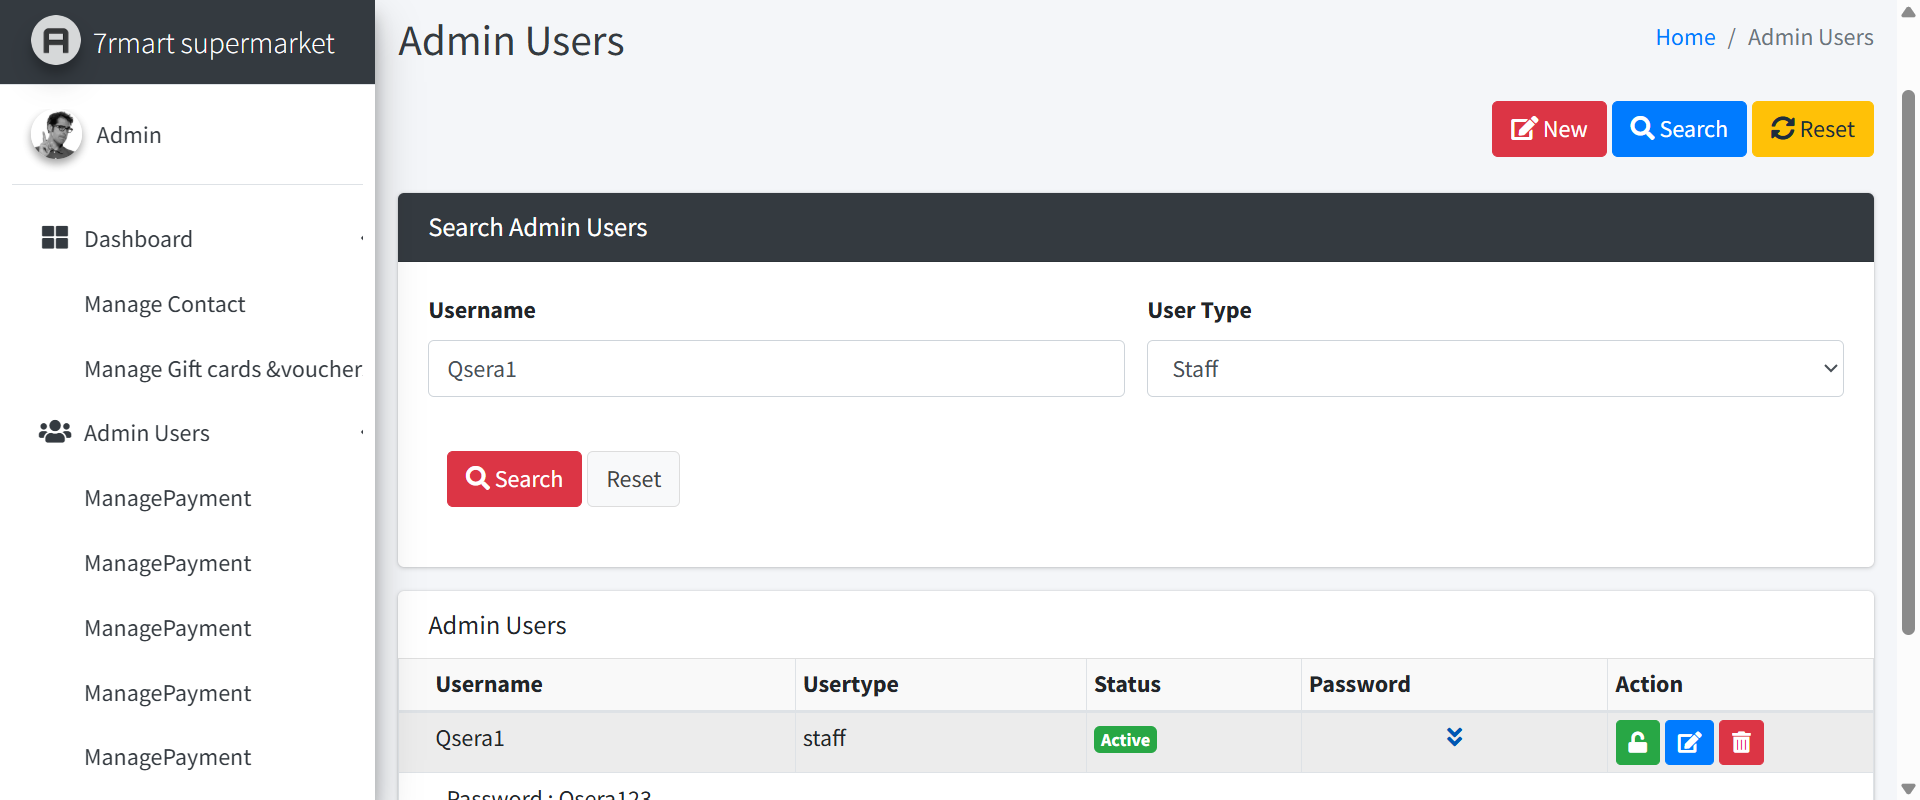 7rmart supermarket
Admin
Dashboard
Manage Contact
Manage Gift cards &voucher
Admin Users
ManagePayment
ManagePayment
ManagePayment
ManagePayment
ManagePayment
Admin Users
Home / Admin Users
New Search Reset
Search Admin Users
Username User Type
Qsera1 Staff
Search Reset
Admin Users
Username Usertype Status Password Action
Qsera1 staff Active
Password : Qsera123